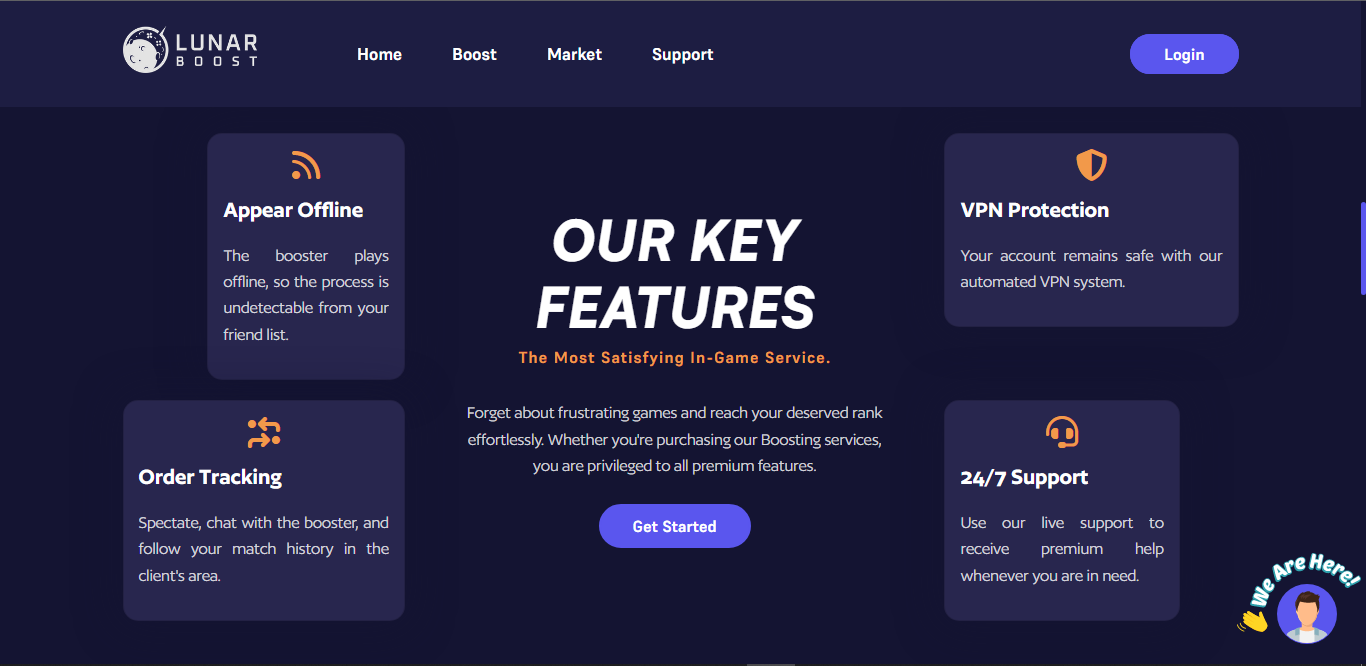 LUNAR
BOOST
Home
Boost
Market
Support
Login
Appear Offline
The booster plays
offline, so the process is
undetectable from your
friend list.
Order Tracking
Spectate, chat with the booster, and
follow your match history in the
client's area.
OUR KEY
FEATURES
The Most Satisfying In-Game Service.
Forget about frustrating games and reach your deserved rank
effortlessly. Whether you're purchasing our Boosting services,
you are privileged to all premium features.
Get Started
VPN Protection
Your account remains safe with our
automated VPN system.
24/7 Support
Use our live support to
receive premium help
whenever you are in need.
We Are Here!